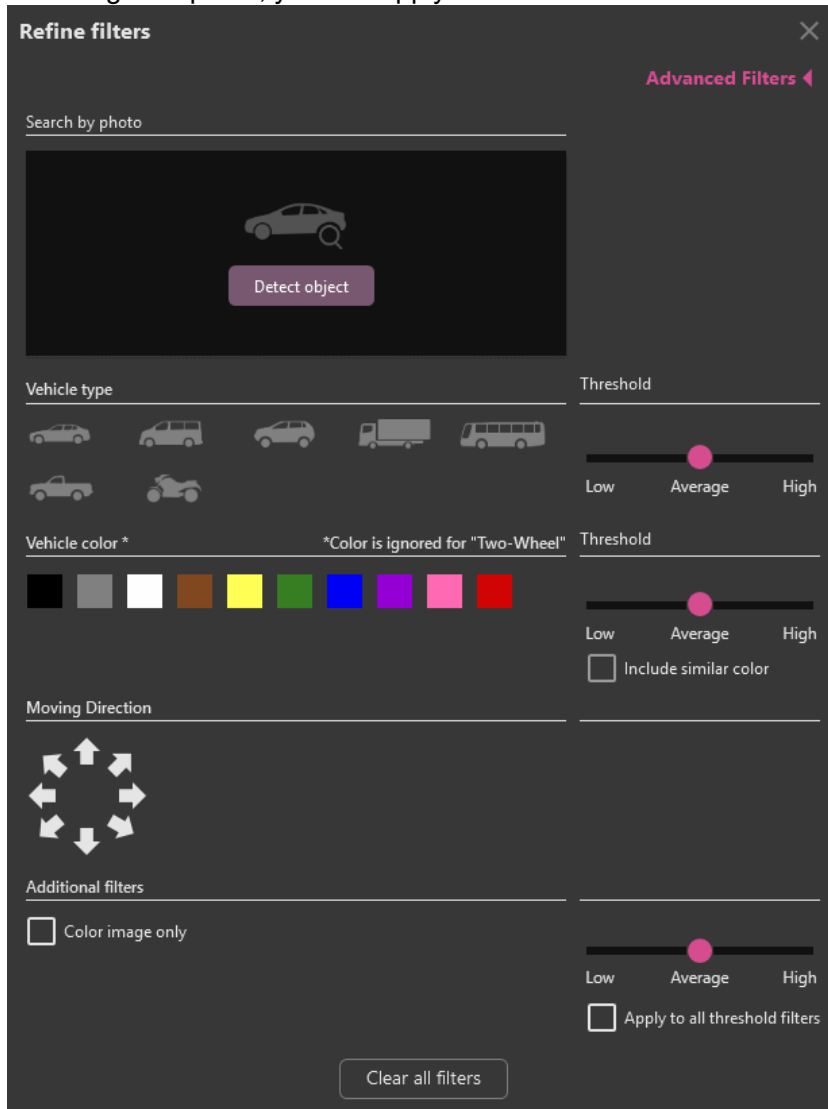 Refine filters
Advanced Filters
Search by photo
Detect object
Vehicle type
Threshold
Low Average High
Vehicle color * *Color is ignored for "Two-Wheel"
Threshold
Low Average High
Include similar color
Moving Direction
Additional filters
Color image only
Low Average High
Apply to all threshold filters
Clear all filters